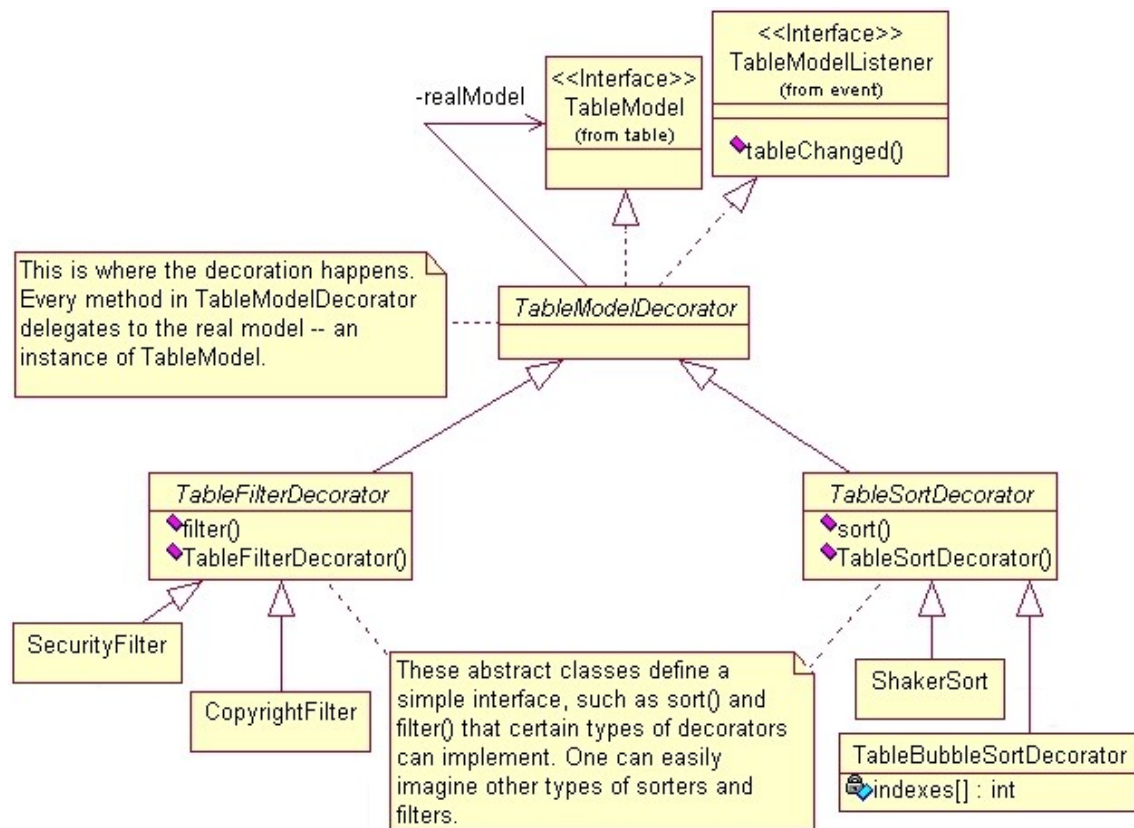 <<Interface>>
TableModelListener
(from event)
tableChanged()
<<Interface>>
TableModel
(from table)
-realModel
This is where the decoration happens.
Every method in TableModelDecorator
delegates to the real model -- an
instance of TableModel.
TableModelDecorator
TableFilterDecorator
filter()
TableFilterDecorator()
TableSortDecorator
sort()
TableSortDecorator()
SecurityFilter
CopyrightFilter
These abstract classes define a
simple interface, such as sort() and
filter() that certain types of decorators
can implement. One can easily
imagine other types of sorters and
filters.
ShakerSort
TableBubbleSortDecorator
indexes[] : int